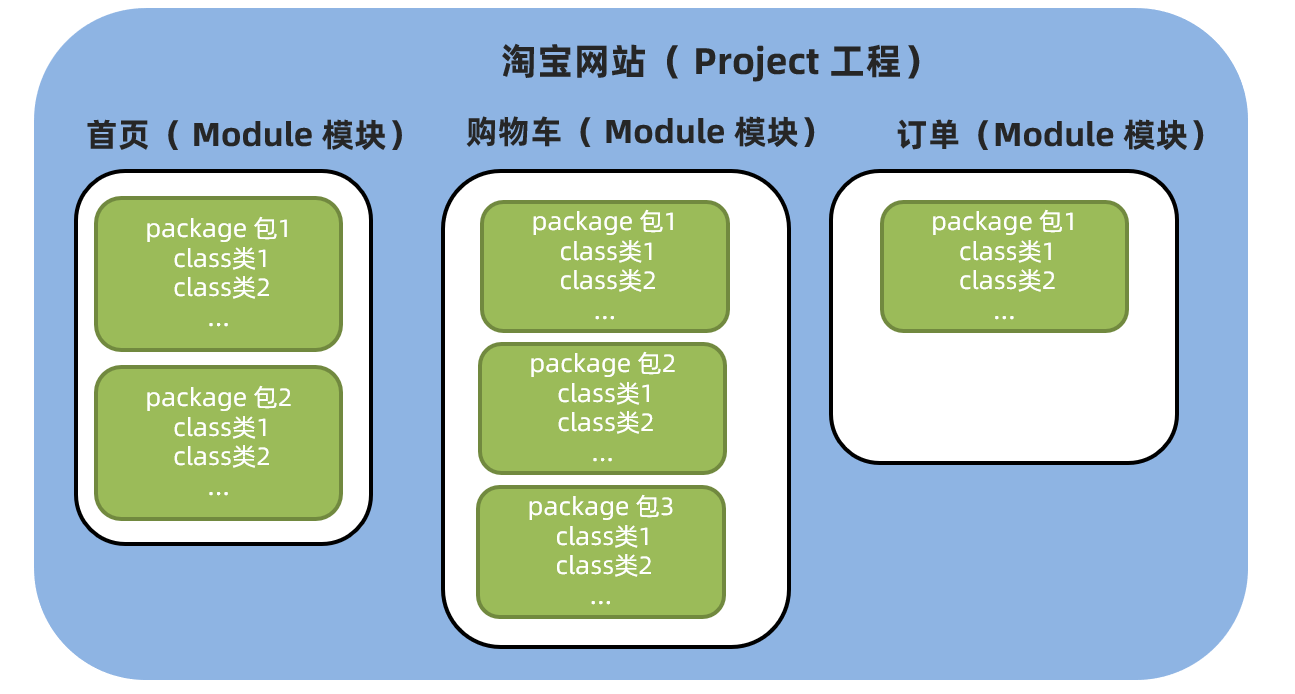 淘宝网站（ Project 工程）
首页（ Module 模块）
package 包1
class类1
class类2
...
package 包2
class类1
class类2
...
购物车（ Module 模块）
package 包1
class类1
class类2
...
package 包2
class类1
class类2
...
package 包3
class类1
class类2
...
订单（Module 模块）
package 包1
class类1
class类2
...